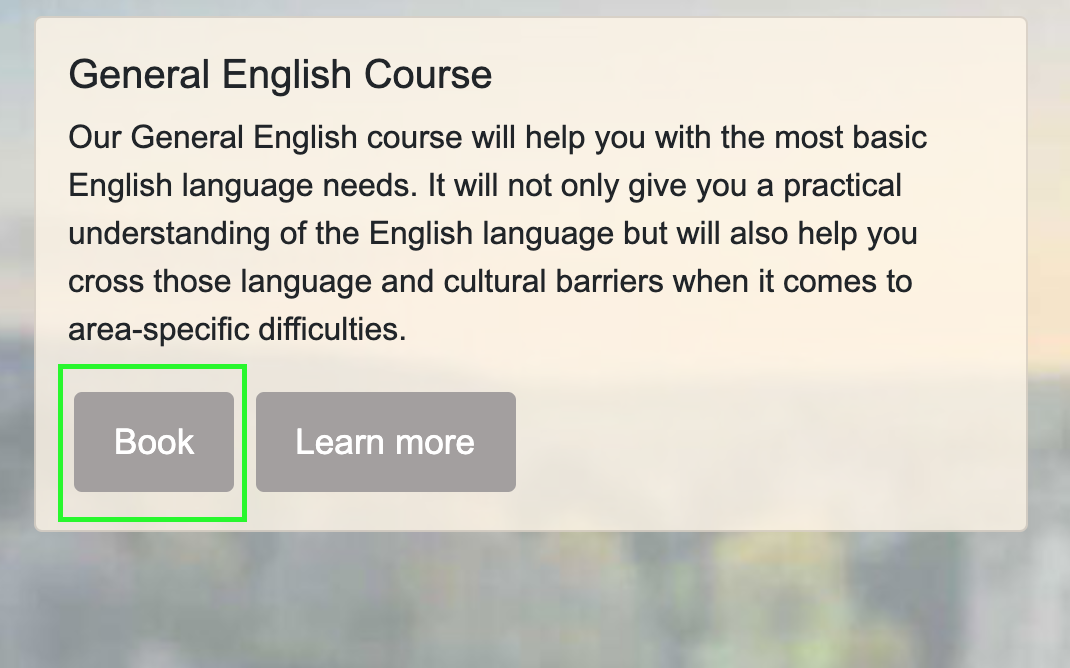 General English Course
Our General English course will help you with the most basic
English language needs. It will not only give you a practical
understanding of the English language but will also help you
cross those language and cultural barriers when it comes to
area-specific difficulties.
Book
Learn more